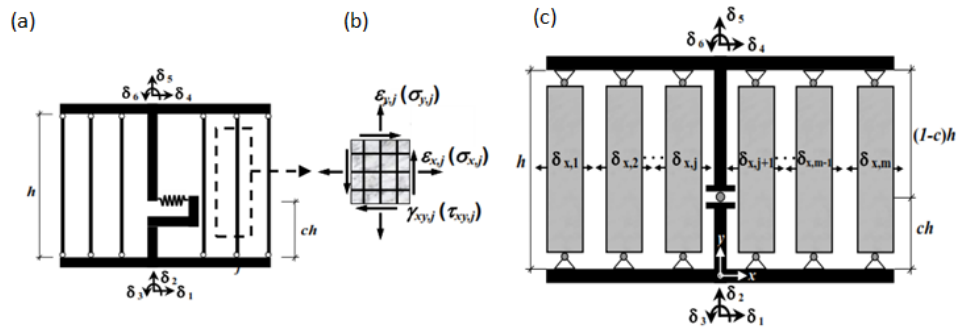 (a)
δ₅
δ₆ δ₄
h
ch
δ₂
δ₃ δ₁
(b)
εy,j (σy,j)
εx,j (σx,j)
γxy,j (τxy,j)
(c)
δ₅
δ₆ δ₄
h
δx,1 δx,2 ···· δx,j δx,j+1 ···· δx,m-1 δx,m
(1-c)h
ch
y
x
δ₂
δ₃ δ₁